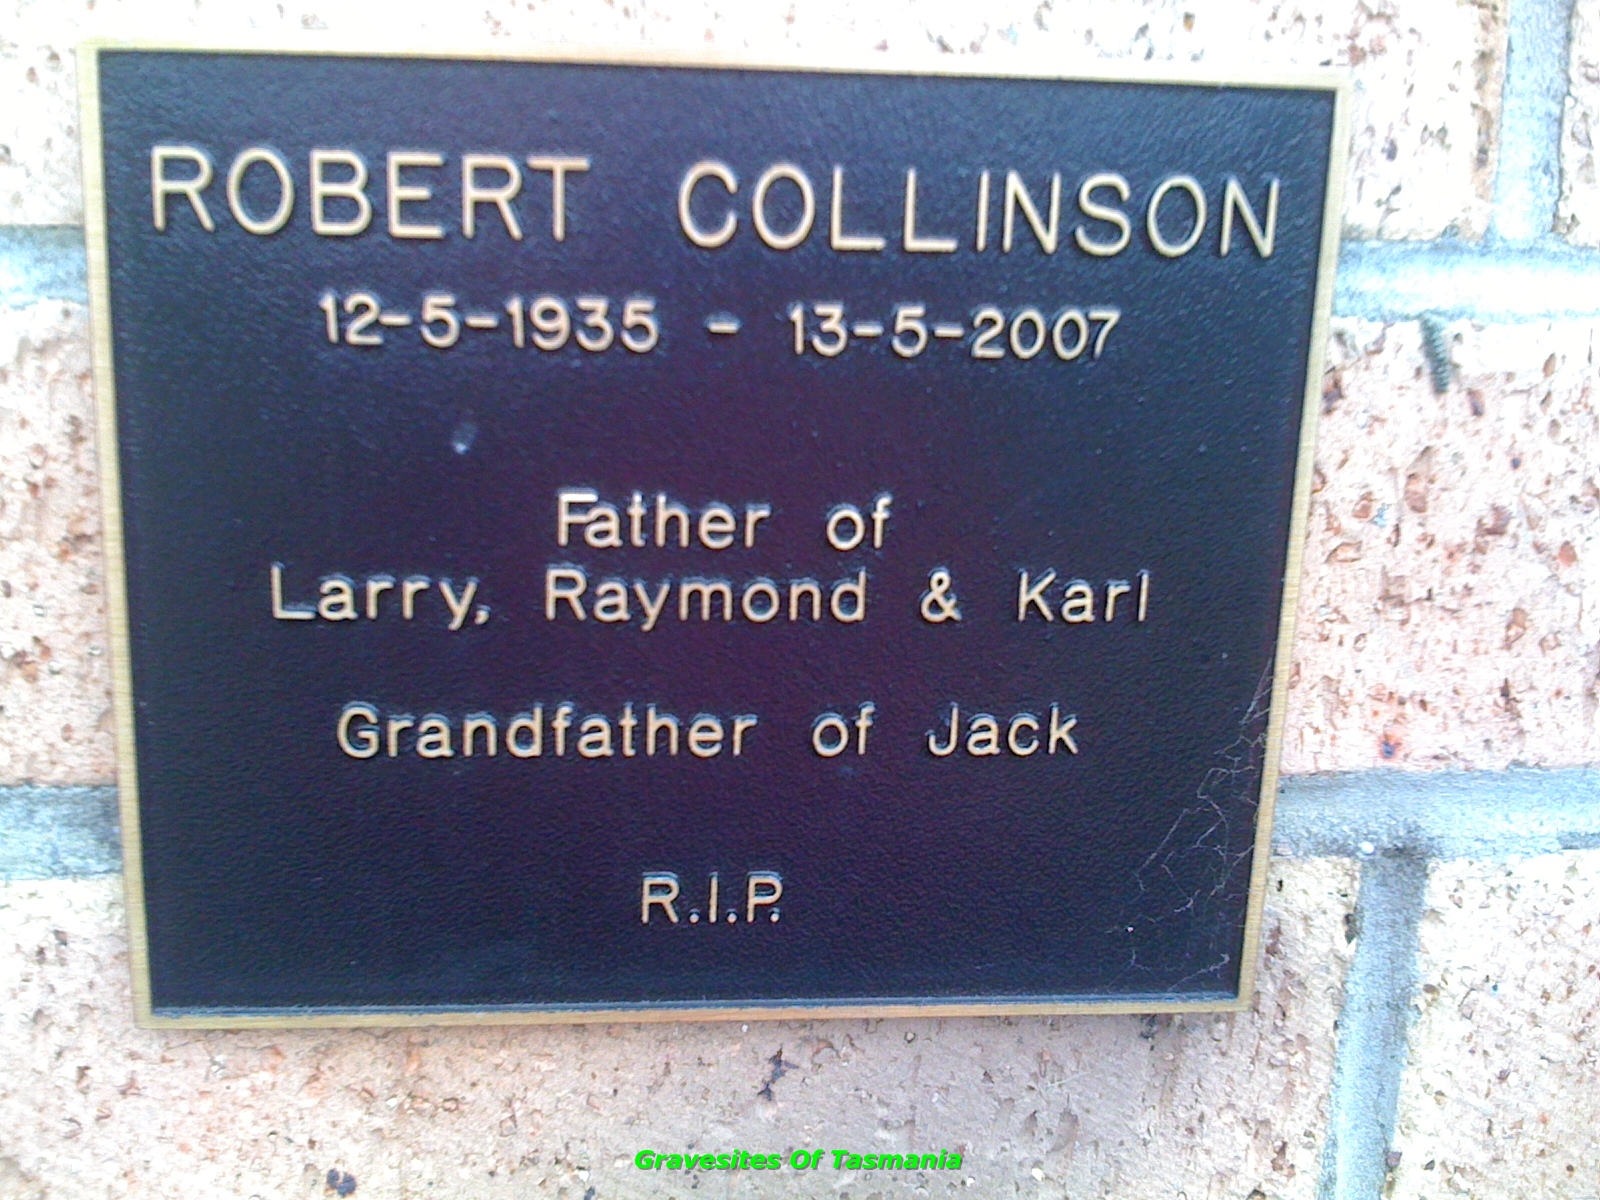 ROBERT COLLINSON
12-5-1935 - 13-5-2007
Father of
Larry, Raymond & Karl
Grandfather of Jack
R.I.P.
Gravesites Of Tasmania